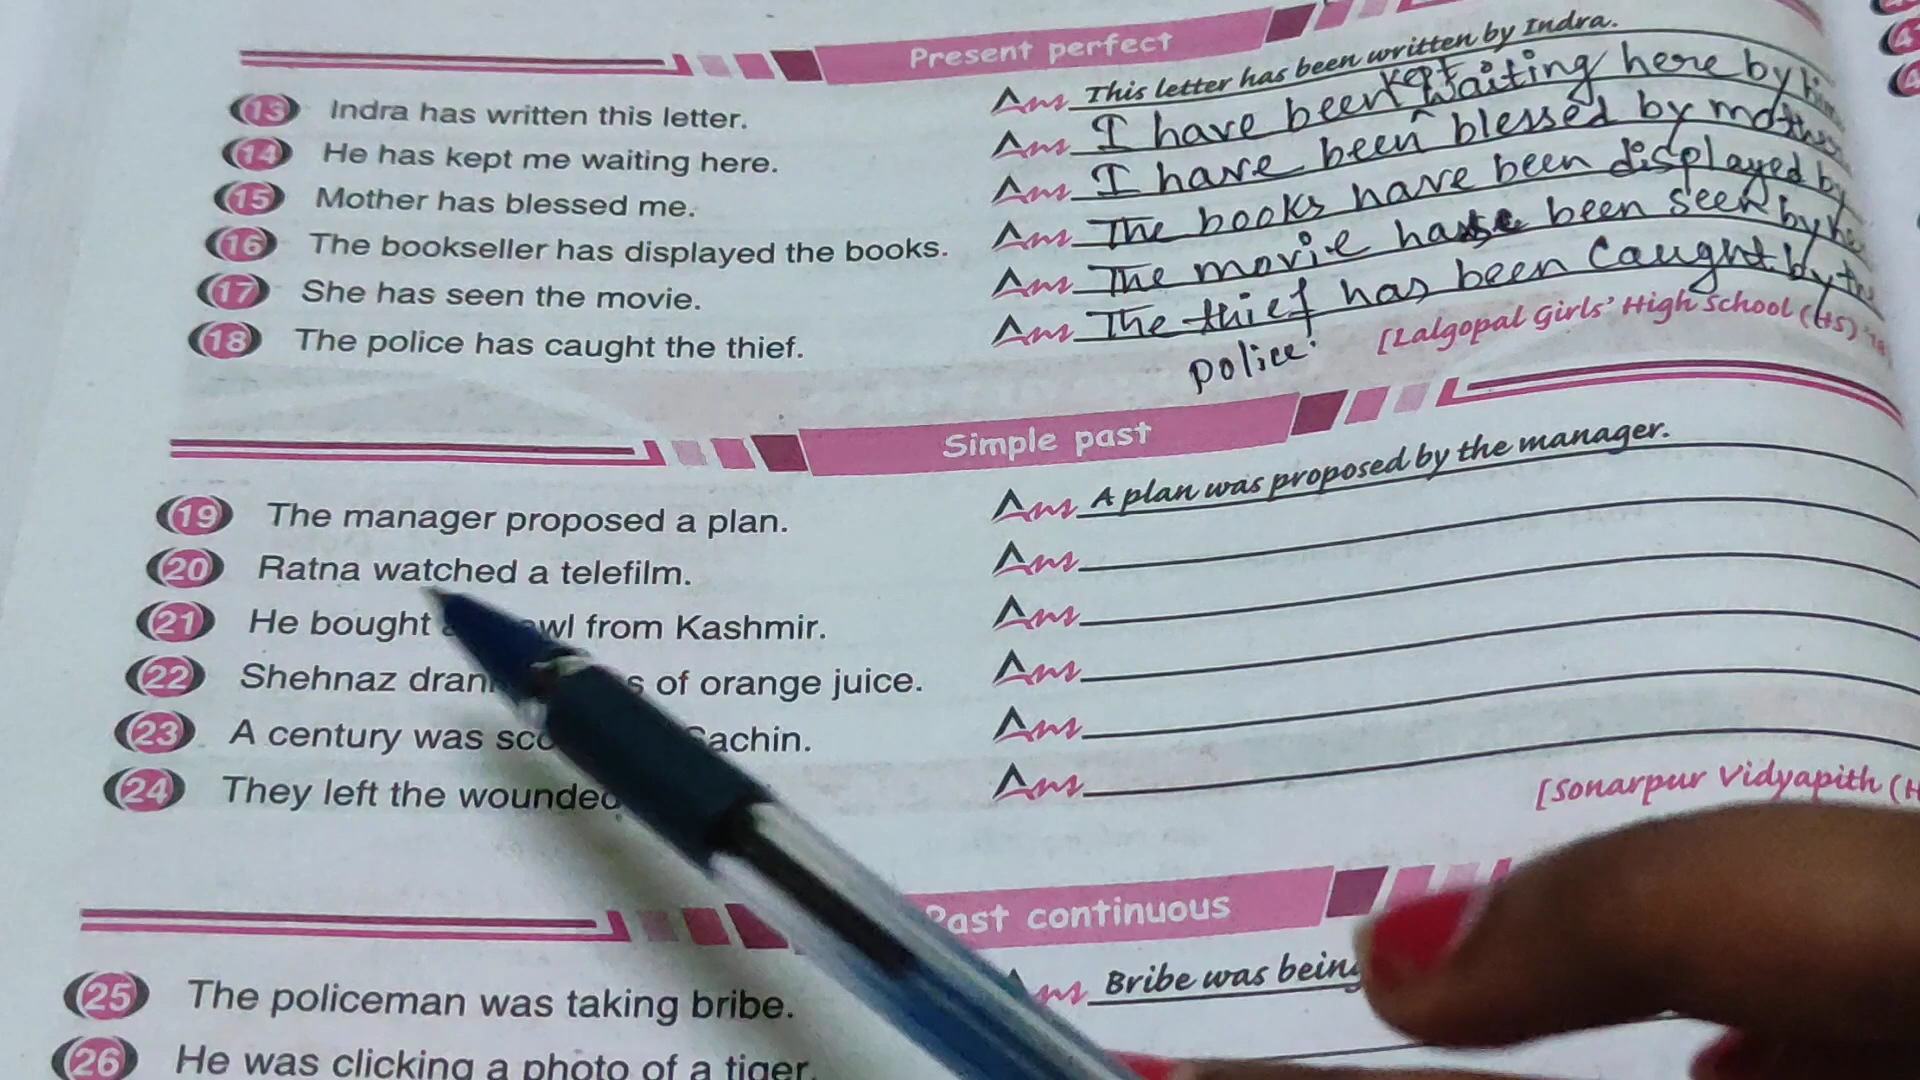 Present perfect
13 Indra has written this letter.
Ans This letter has been written by Indra.
14 He has kept me waiting here.
Ans I have been kept waiting here by him
15 Mother has blessed me.
Ans I have been blessed by mother
16 The bookseller has displayed the books.
Ans The books have been displayed by
17 She has seen the movie.
Ans The movie has been seen by her
18 The police has caught the thief.
Ans The thief has been caught by the
police.
[Lalgopal Girls' High School (HS)
Simple past
19 The manager proposed a plan.
Ans A plan was proposed by the manager.
20 Ratna watched a telefilm.
Ans
21 He bought from Kashmir.
Ans
22 Shehnaz of orange juice.
Ans
23 A century was Sachin.
Ans
24 They left the wounded
Ans
[Sonarpur Vidyapith (H
Past continuous
25 The policeman was taking bribe.
Ans Bribe was being
26 He was clicking a photo of a tiger.